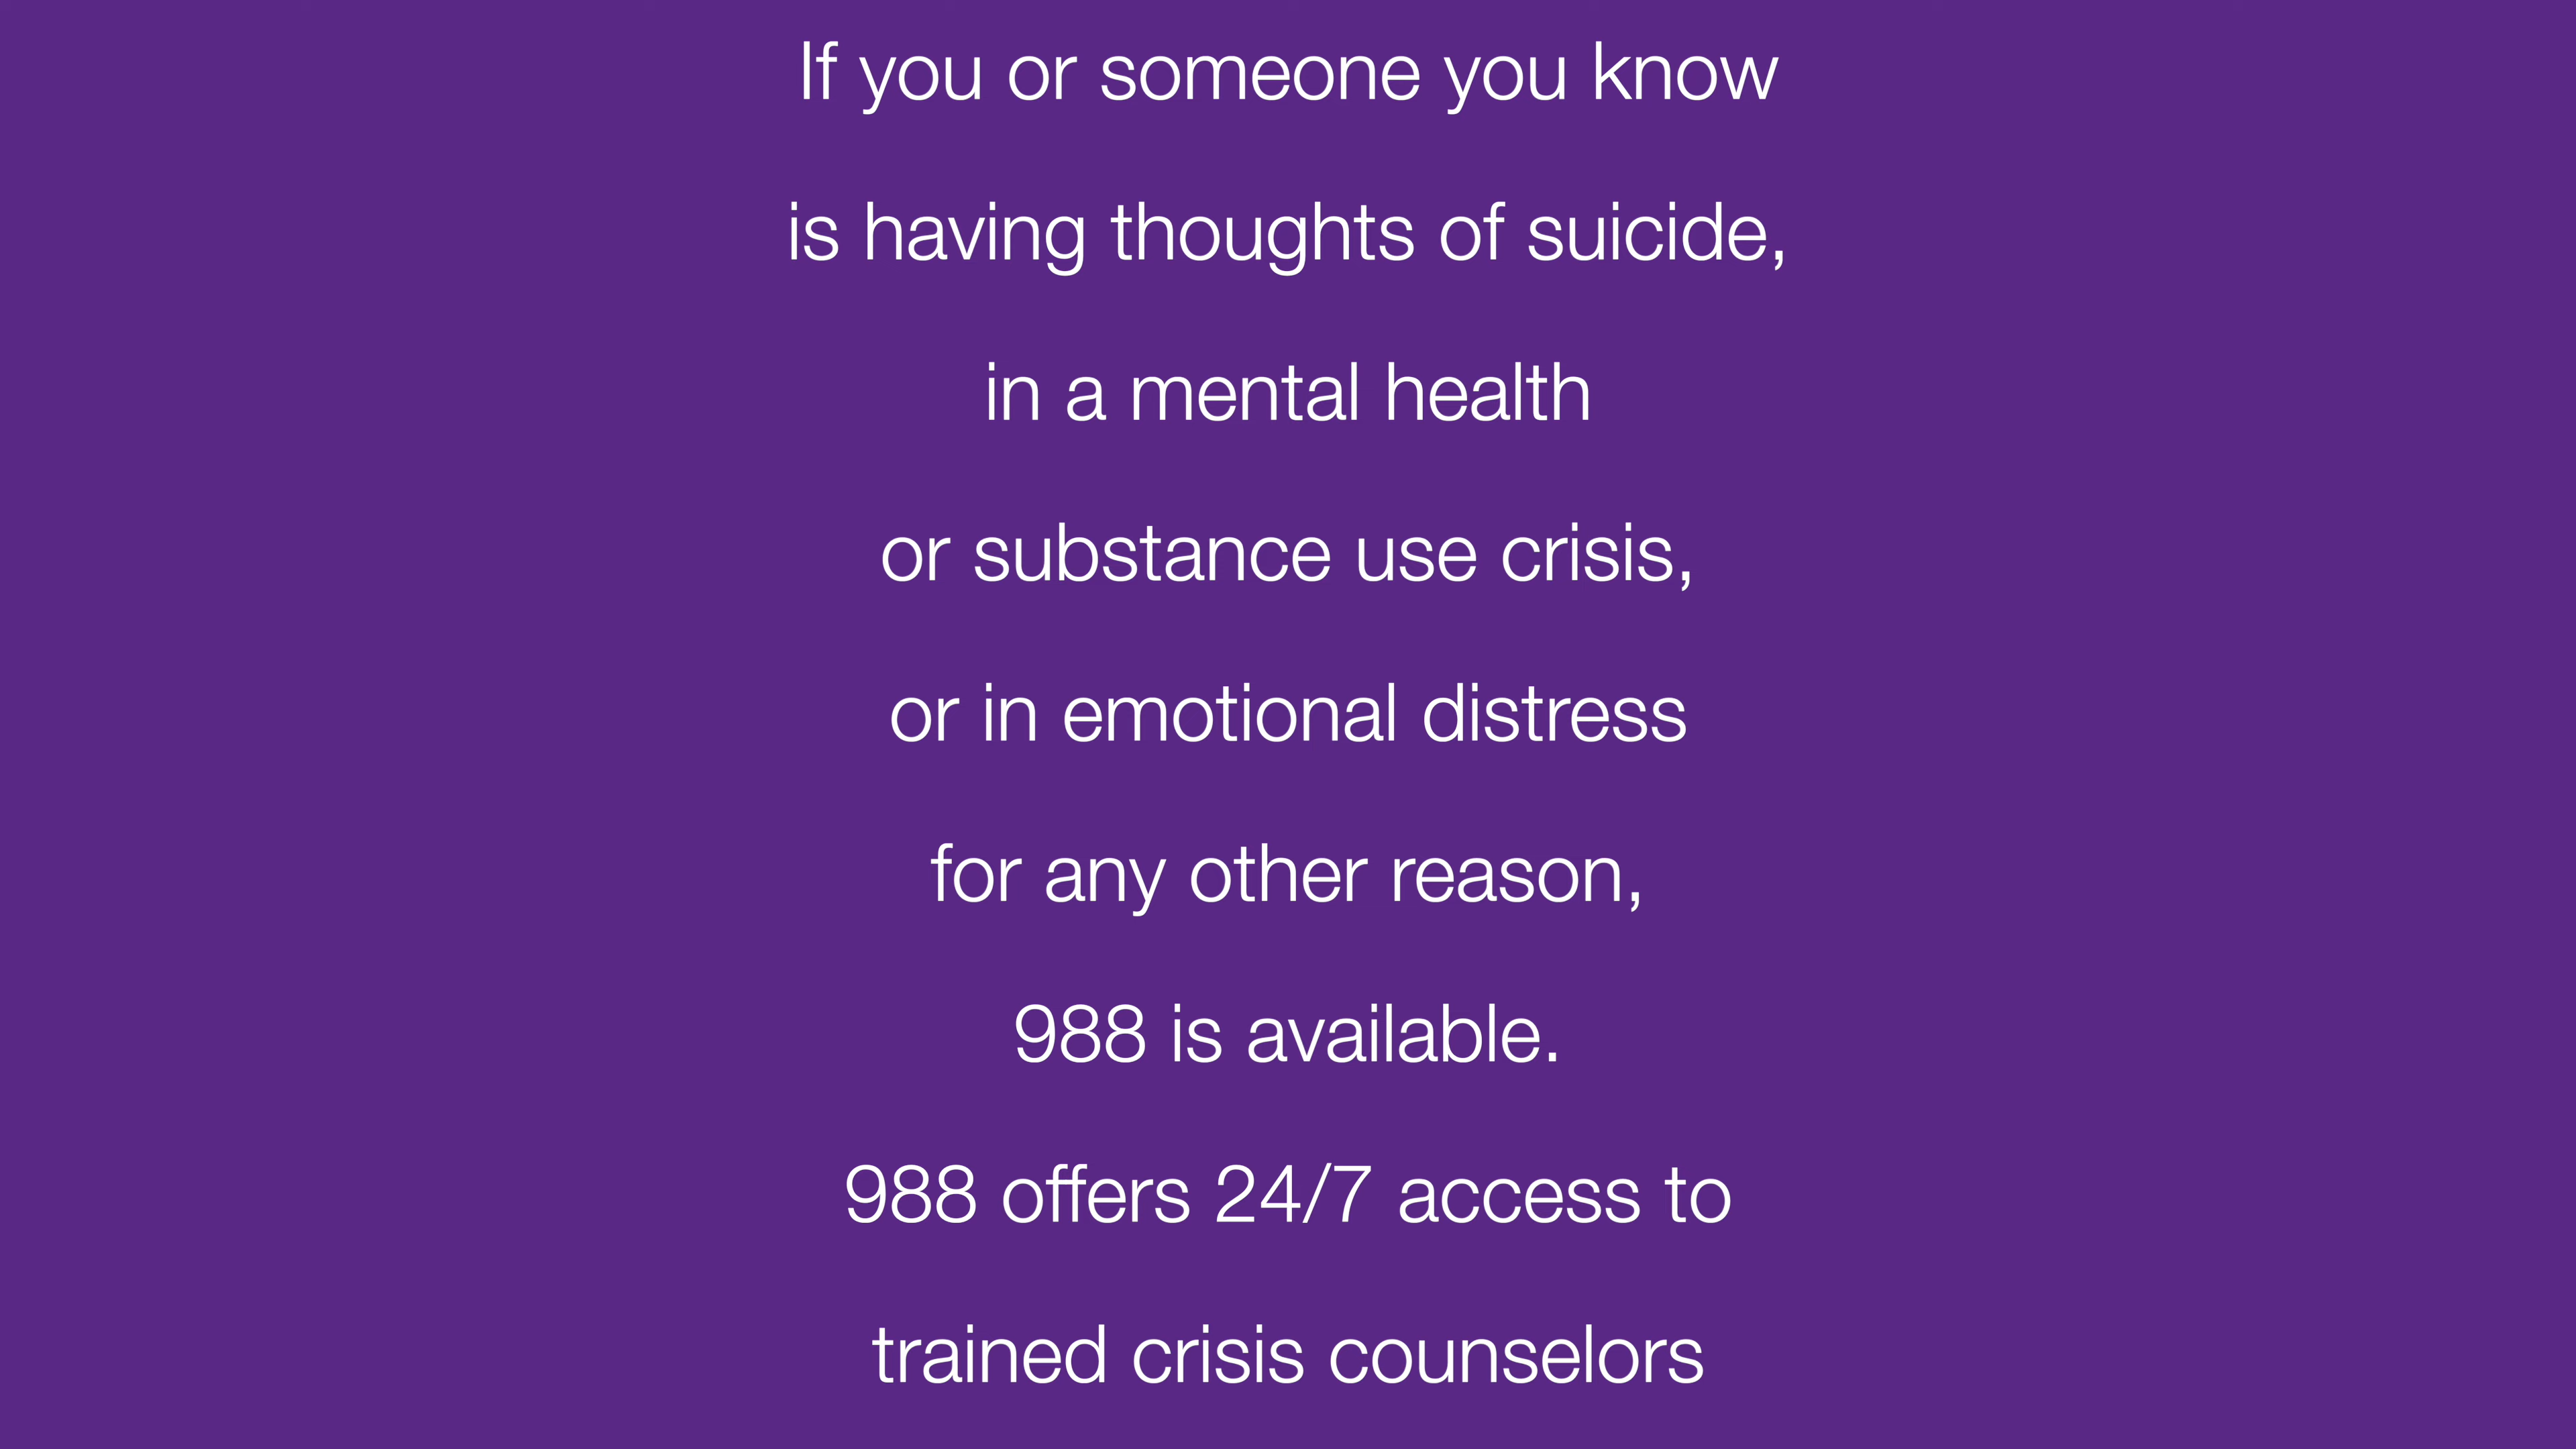 If you or someone you know
is having thoughts of suicide,
in a mental health
or substance use crisis,
or in emotional distress
for any other reason,
988 is available.
988 offers 24/7 access to
trained crisis counselors